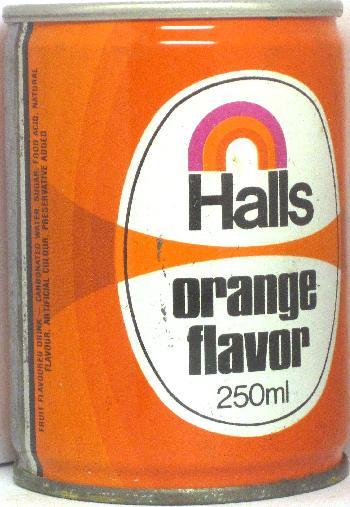 Halls
orange
flavor
250ml
FRUIT FLAVOURED DRINK — CARBONATED WATER, SUGAR, FOOD ACID, NATURAL
FLAVOUR, ARTIFICIAL COLOUR, PRESERVATIVE ADDED